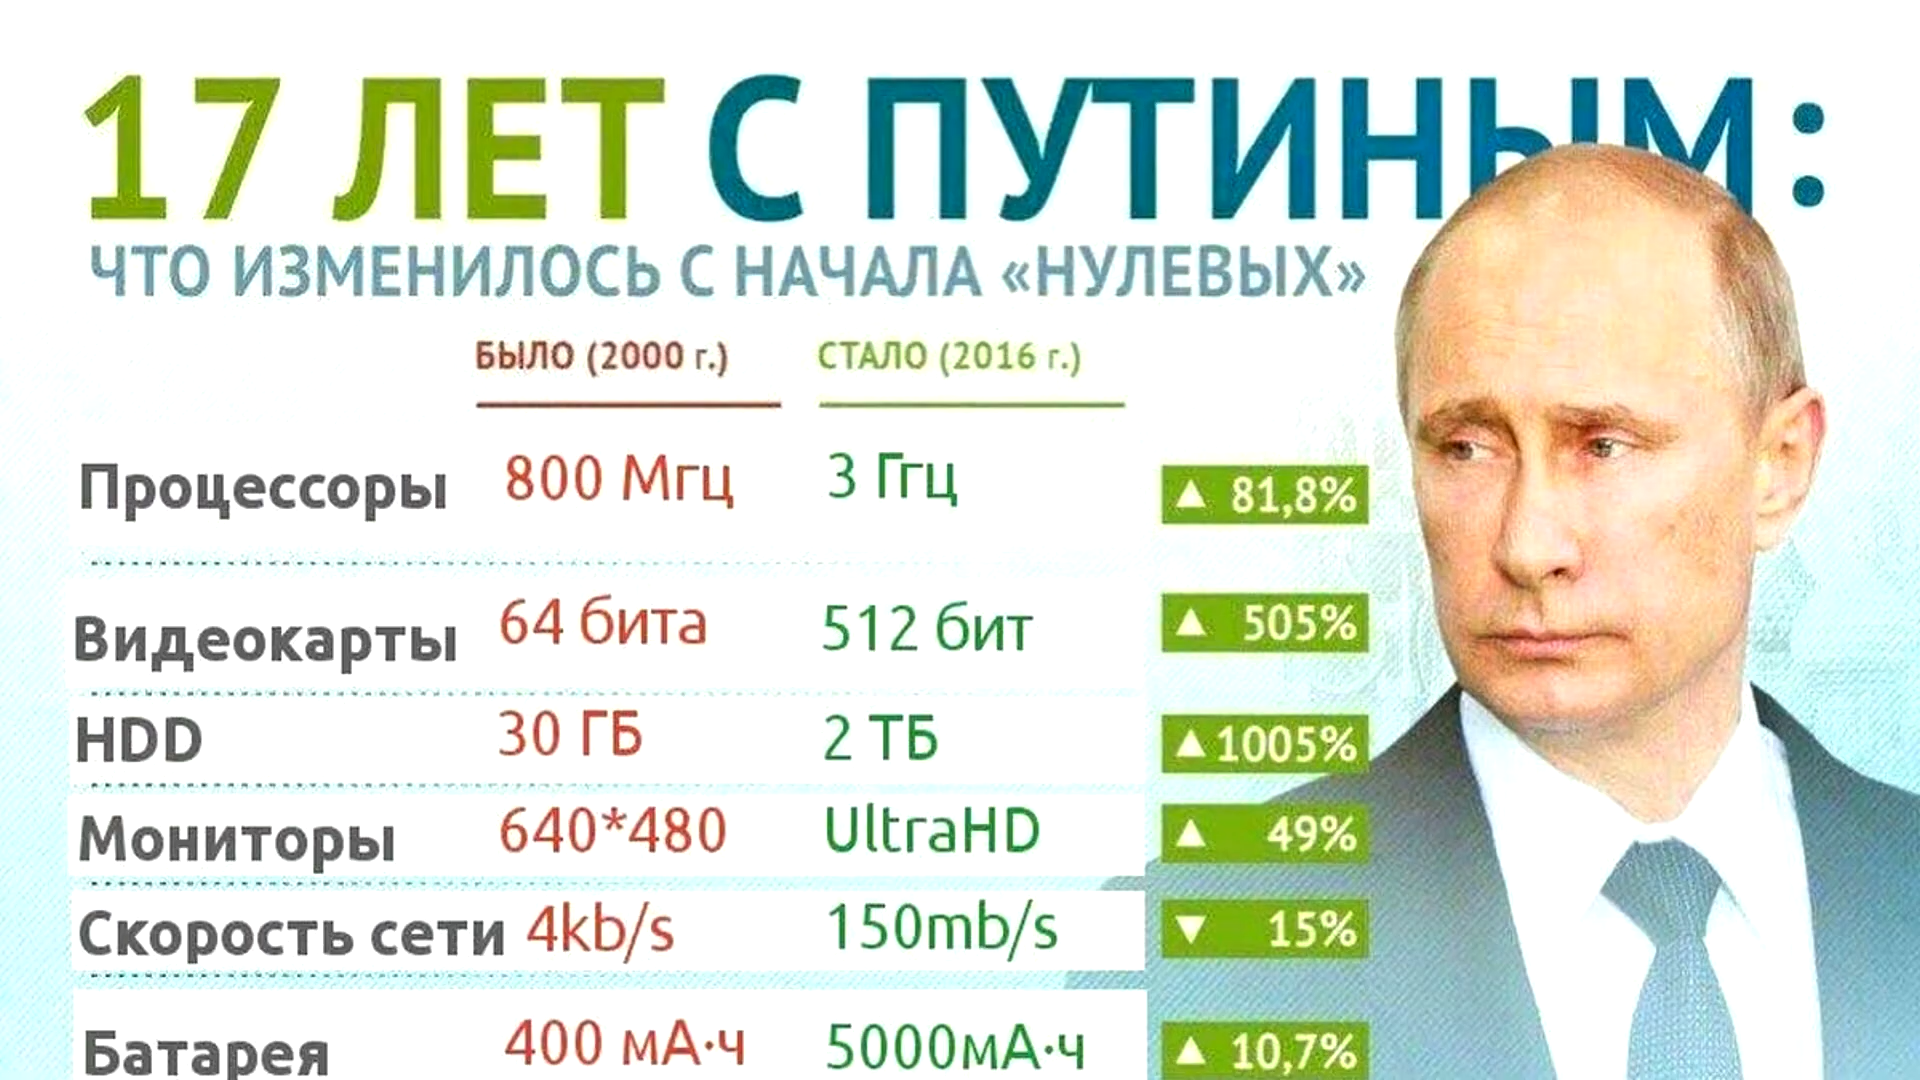 17 ЛЕТ С ПУТИНЫМ:
ЧТО ИЗМЕНИЛОСЬ С НАЧАЛА «НУЛЕВЫХ»
БЫЛО (2000 г.) СТАЛО (2016 г.)
Процессоры 800 Мгц 3 Ггц ▲ 81,8%
Видеокарты 64 бита 512 бит ▲ 505%
HDD 30 ГБ 2 ТБ ▲ 1005%
Мониторы 640*480 UltraHD ▲ 49%
Скорость сети 4kb/s 150mb/s ▼ 15%
Батарея 400 мА·ч 5000мА·ч ▲ 10,7%